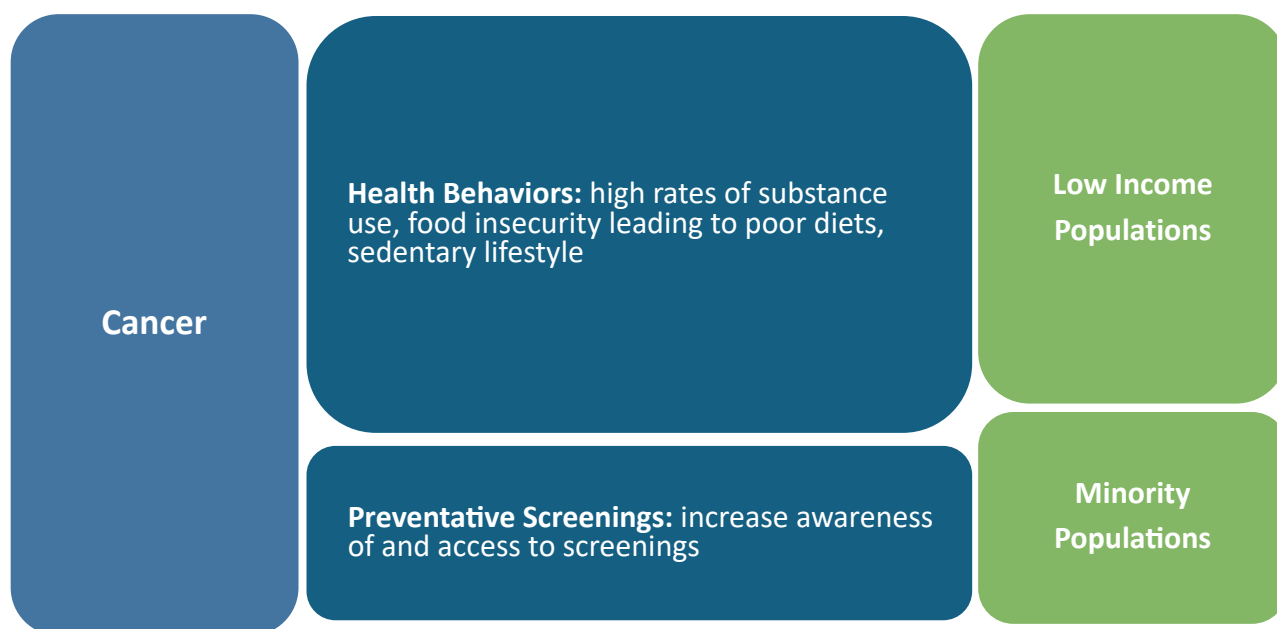 Cancer
Health Behaviors: high rates of substance
use, food insecurity leading to poor diets,
sedentary lifestyle
Preventative Screenings: increase awareness
of and access to screenings
Low Income
Populations
Minority
Populations